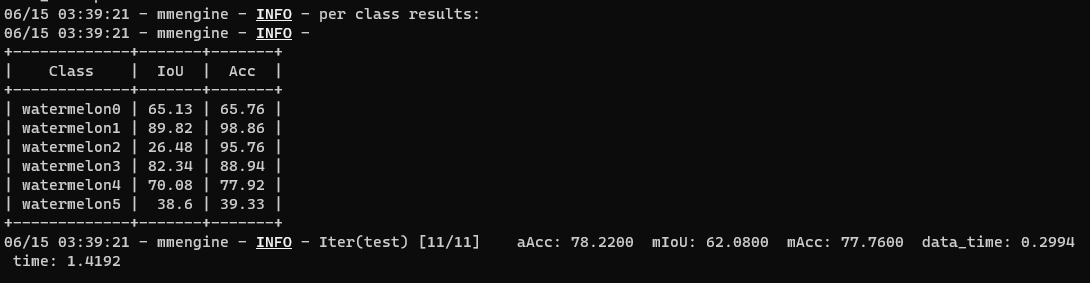 06/15 03:39:21 - mmengine - INFO - per class results:
06/15 03:39:21 - mmengine - INFO -
+-------------+-------+-------+
|    Class    |  IoU  |  Acc  |
+-------------+-------+-------+
| watermelon0 | 65.13 | 65.76 |
| watermelon1 | 89.82 | 98.86 |
| watermelon2 | 26.48 | 95.76 |
| watermelon3 | 82.34 | 88.94 |
| watermelon4 | 70.08 | 77.92 |
| watermelon5 |  38.6 | 39.33 |
+-------------+-------+-------+
06/15 03:39:21 - mmengine - INFO - Iter(test) [11/11]    aAcc: 78.2200  mIoU: 62.0800  mAcc: 77.7600  data_time: 0.2994
 time: 1.4192